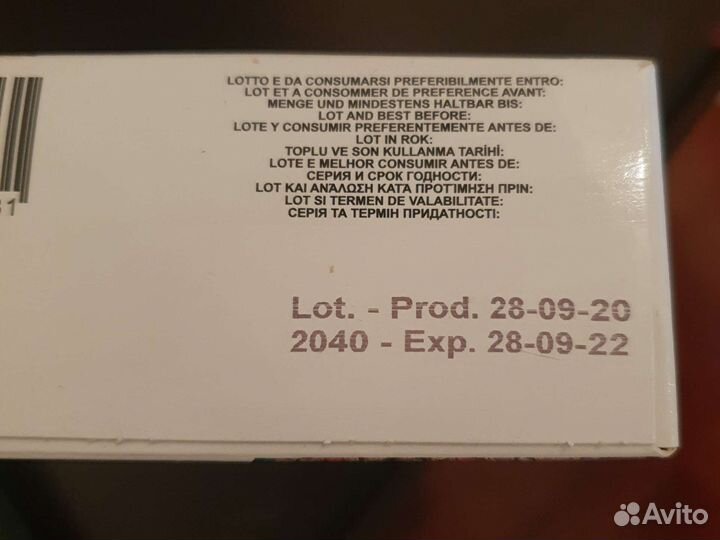 LOTTO E DA CONSUMARSI PREFERIBILMENTE ENTRO:
LOT ET A CONSOMMER DE PREFERENCE AVANT:
MENGE UND MINDESTENS HALTBAR BIS:
LOT AND BEST BEFORE:
LOTE Y CONSUMIR PREFERENTEMENTE ANTES DE:
LOT IN ROK:
TOPLU VE SON KULLANMA TARİHİ:
LOTE E MELHOR CONSUMIR ANTES DE:
СЕРИЯ И СРОК ГОДНОСТИ:
LOT ΚΑΙ ΑΝΆΛΩΣΗ ΚΑΤΆ ΠΡΟΤΊΜΗΣΗ ΠΡΙΝ:
LOT SI TERMEN DE VALABILITATE:
СЕРІЯ ТА ТЕРМІН ПРИДАТНОСТІ:
Lot. - Prod. 28-09-20
2040 - Exp. 28-09-22
Avito